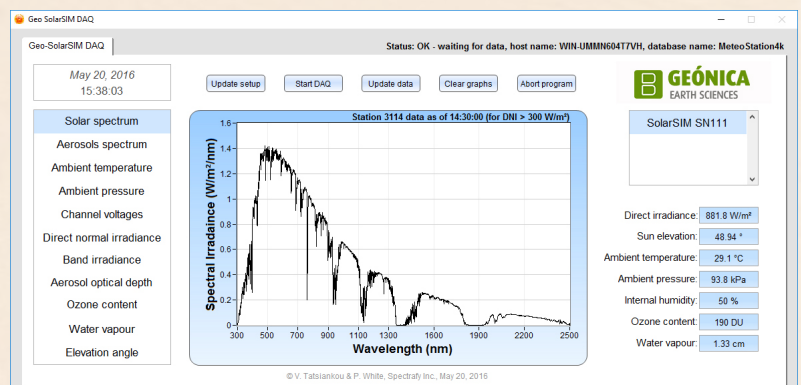 Geo SolarSIM DAQ
Geo-SolarSIM DAQ
Status: OK - waiting for data, host name: WIN-UMMN604T7VH, database name: MeteoStation4k
May 20, 2016
15:38:03
Update setup
Start DAQ
Update data
Clear graphs
Abort program
GEÓNICA
EARTH SCIENCES
Solar spectrum
Aerosols spectrum
Ambient temperature
Ambient pressure
Channel voltages
Direct normal irradiance
Band irradiance
Aerosol optical depth
Ozone content
Water vapour
Elevation angle
Station 3114 data as of 14:30:00 (for DNI > 300 W/m²)
Spectral Irradaince (W/m²/nm)
1.6
1.4
1.2
1
0.8
0.6
0.4
0.2
0
300 500 700 900 1100 1300 1600 1900 2200 2500
Wavelength (nm)
SolarSIM SN111
Direct irradiance: 881.8 W/m²
Sun elevation: 48.94 °
Ambient temperature: 29.1 °C
Ambient pressure: 93.8 kPa
Internal humidity: 50 %
Ozone content: 190 DU
Water vapour: 1.33 cm
© V. Tatsiankou & P. White, Spectrafy Inc., May 20, 2016